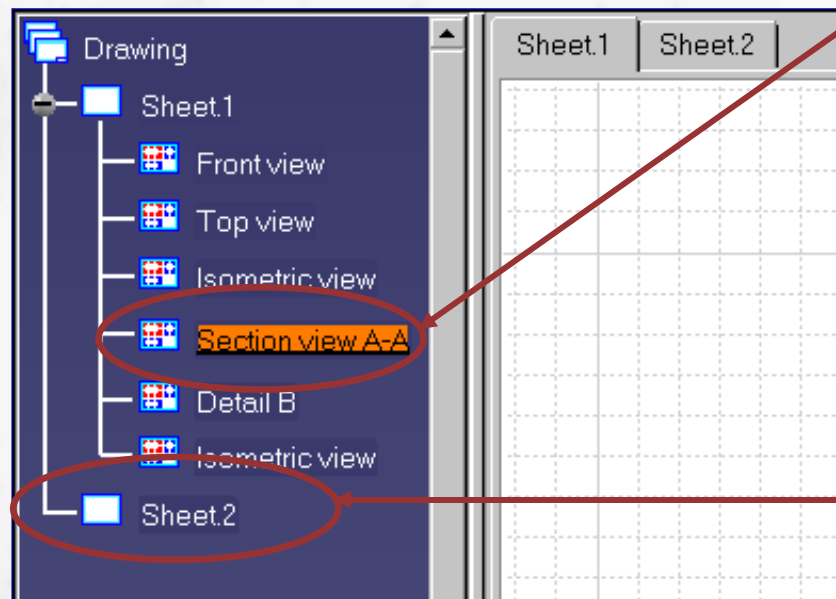 Drawing
Sheet.1
Front view
Top view
Isometric view
Section view A-A
Detail B
Isometric view
Sheet.2
Sheet.1
Sheet.2